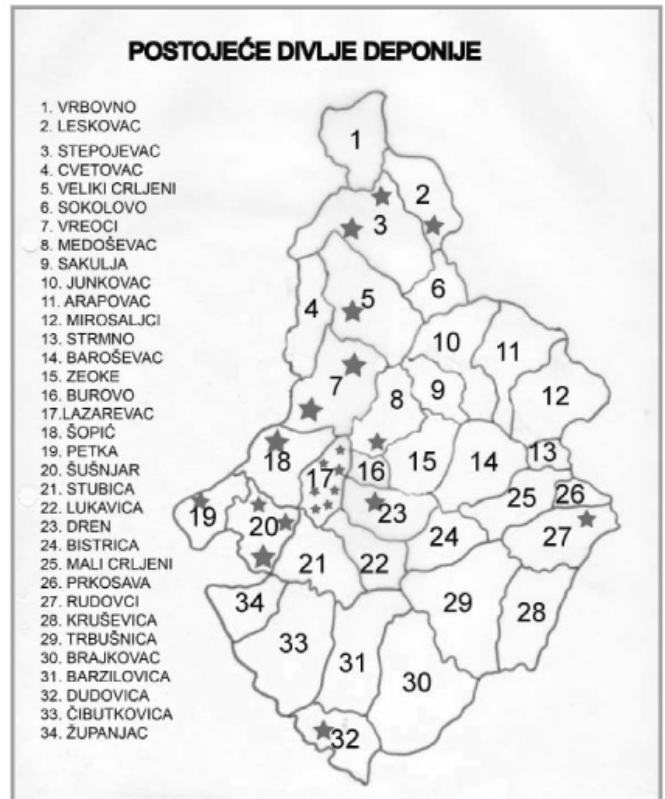 POSTOJEĆE DIVLJE DEPONIJE
1. VRBOVNO
2. LESKOVAC
3. STEPOJEVAC
4. CVETOVAC
5. VELIKI CRLJENI
6. SOKOLOVO
7. VREOCI
8. MEDOŠEVAC
9. SAKULJA
10. JUNKOVAC
11. ARAPOVAC
12. MIROSALJCI
13. STRMNO
14. BAROŠEVAC
15. ZEOKE
16. BUROVO
17.LAZAREVAC
18. ŠOPIĆ
19. PETKA
20. ŠUŠNJAR
21. STUBICA
22. LUKAVICA
23. DREN
24. BISTRICA
25. MALI CRLJENI
26. PRKOSAVA
27. RUDOVCI
28. KRUŠEVICA
29. TRBUŠNICA
30. BRAJKOVAC
31. BARZILOVICA
32. DUDOVICA
33. ČIBUTKOVICA
34. ŽUPANJAC
1
2
3
6
4
5
10
11
7
8
9
12
18
17
16
15
14
13
19
20
23
25
26
24
27
21
22
34
33
31
29
28
30
32